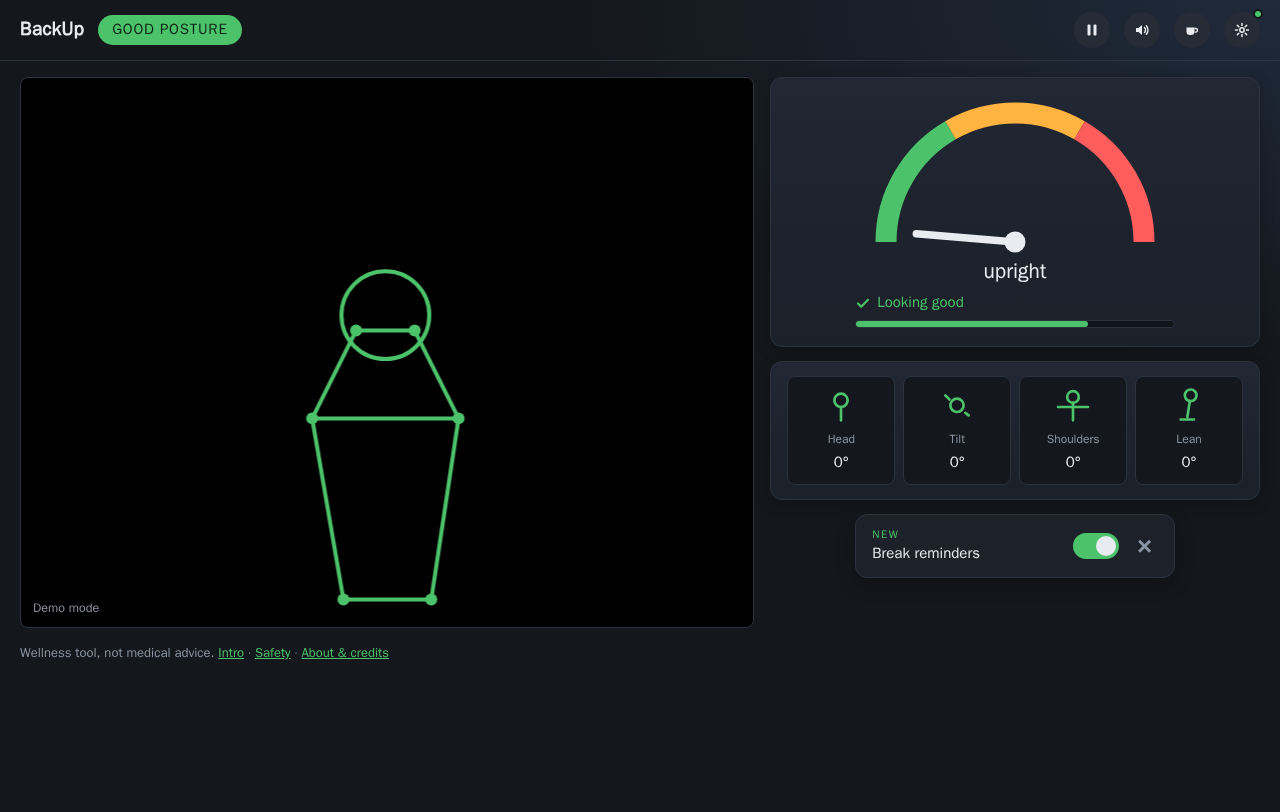 BackUp
GOOD POSTURE
upright
Looking good
Head
0°
Tilt
0°
Shoulders
0°
Lean
0°
NEW
Break reminders
Demo mode
Wellness tool, not medical advice. Intro · Safety · About & credits